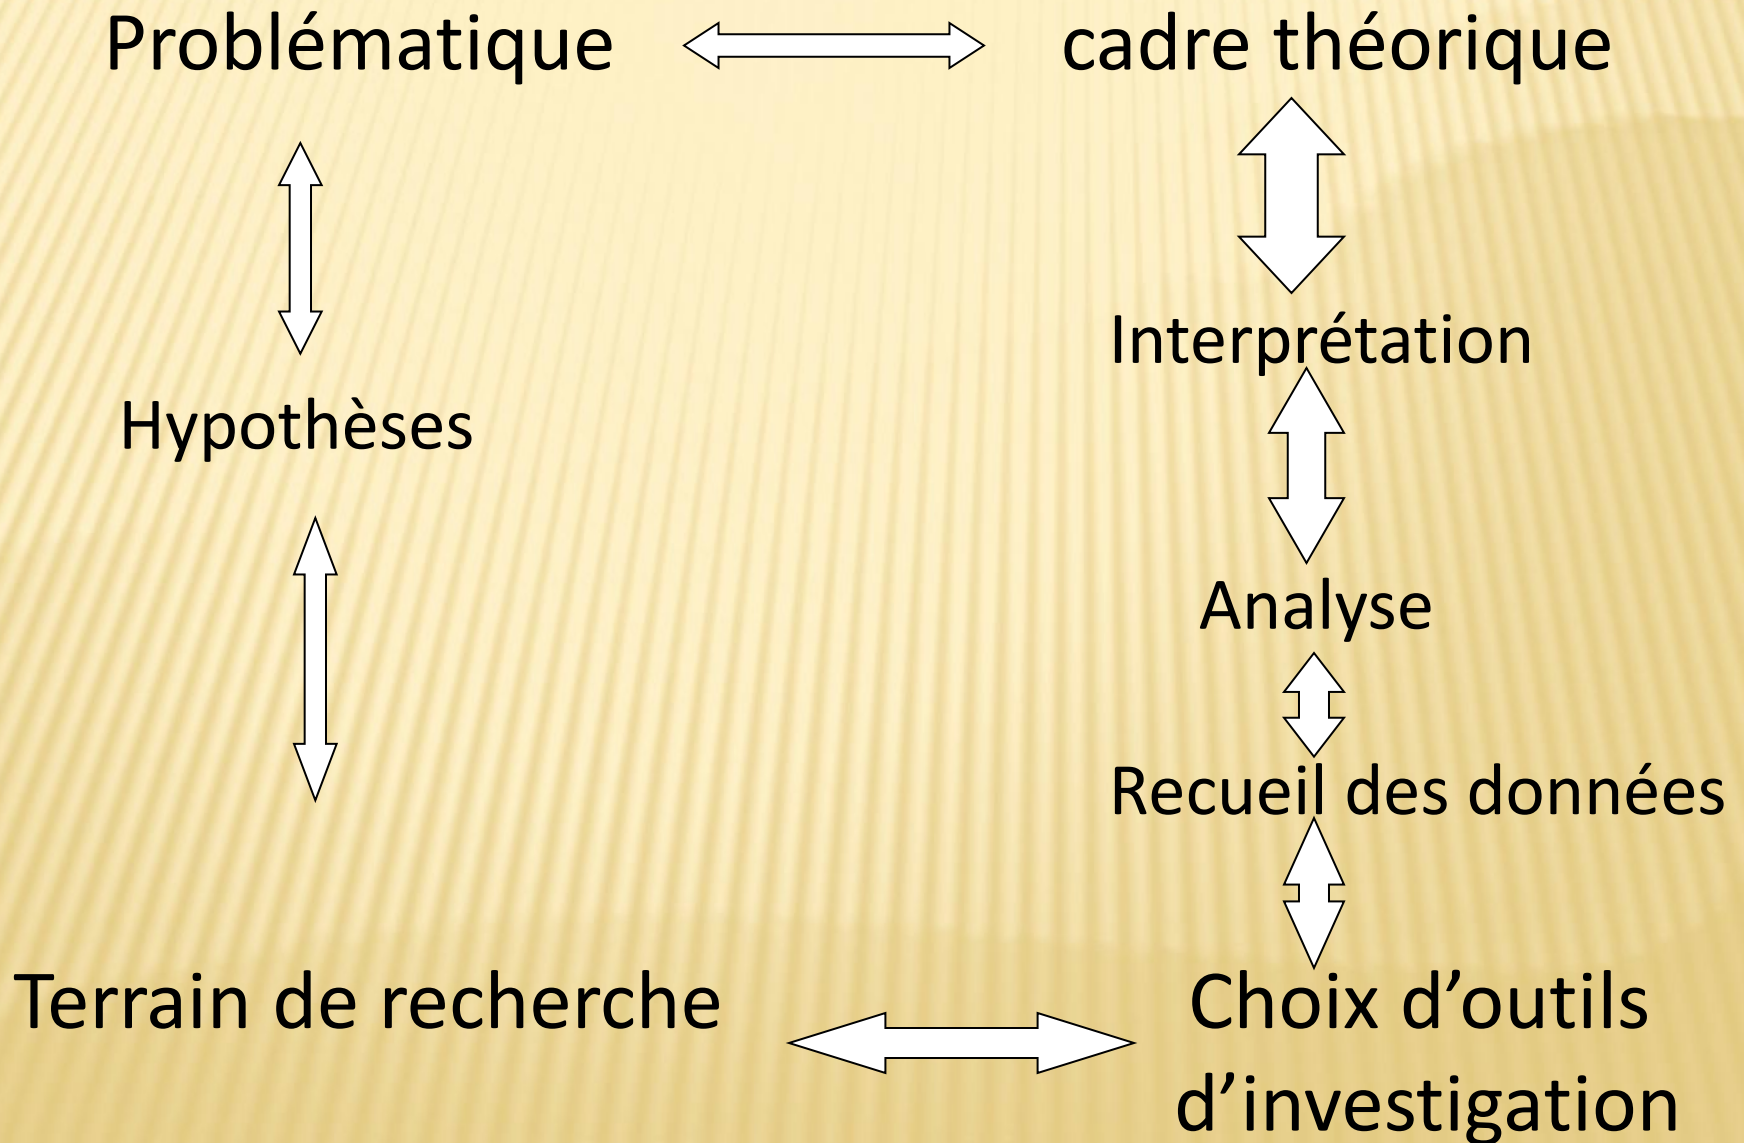 Problématique
cadre théorique
Interprétation
Hypothèses
Analyse
Recueil des données
Terrain de recherche
Choix d’outils
d’investigation